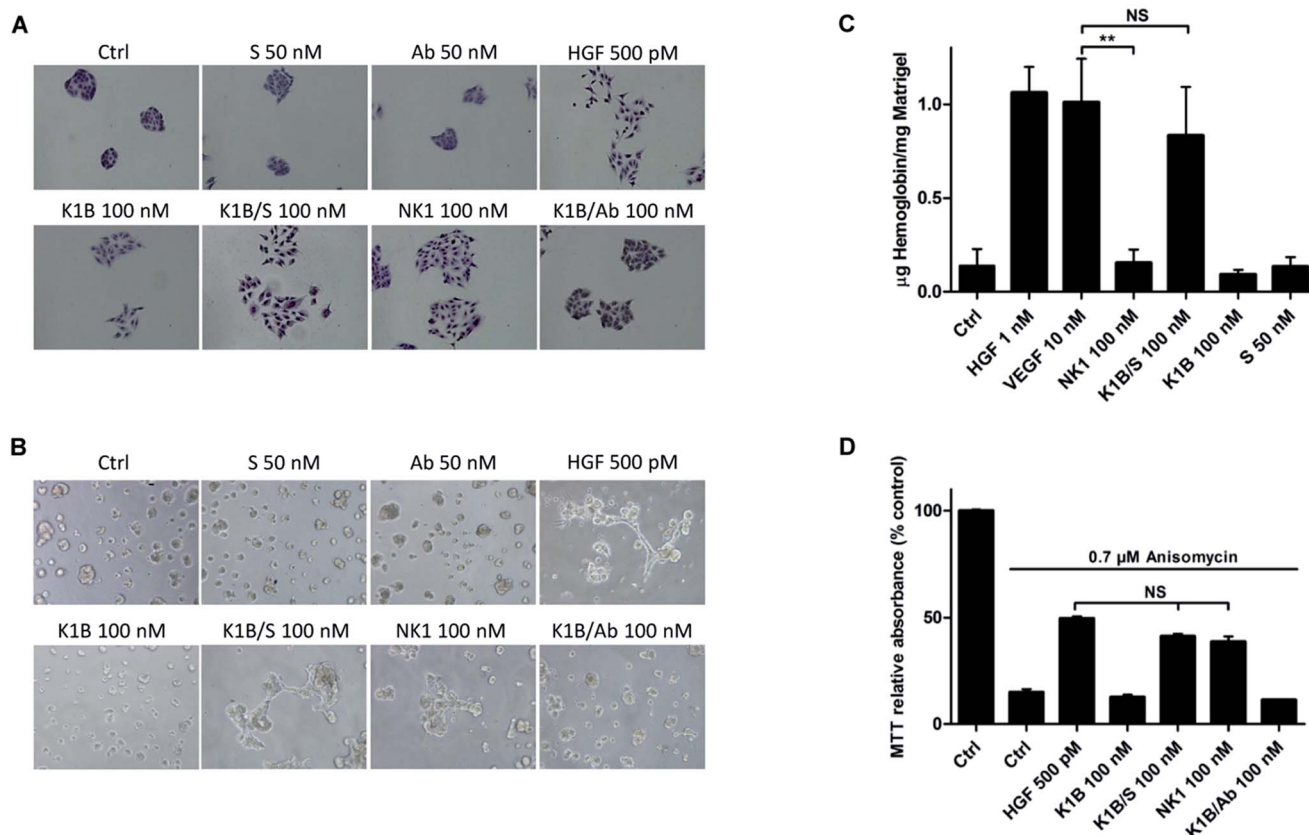 A
Ctrl
S 50 nM
Ab 50 nM
HGF 500 pM
K1B 100 nM
K1B/S 100 nM
NK1 100 nM
K1B/Ab 100 nM
B
Ctrl
S 50 nM
Ab 50 nM
HGF 500 pM
K1B 100 nM
K1B/S 100 nM
NK1 100 nM
K1B/Ab 100 nM
C
NS
**
µg Hemoglobin/mg Matrigel
1.0
0.5
0.0
Ctrl
HGF 1 nM
VEGF 10 nM
NK1 100 nM
K1B/S 100 nM
K1B 100 nM
S 50 nM
D
MTT relative absorbance (% control)
100
50
0
0.7 µM Anisomycin
NS
Ctrl
Ctrl
HGF 500 pM
K1B 100 nM
K1B/S 100 nM
NK1 100 nM
K1B/Ab 100 nM